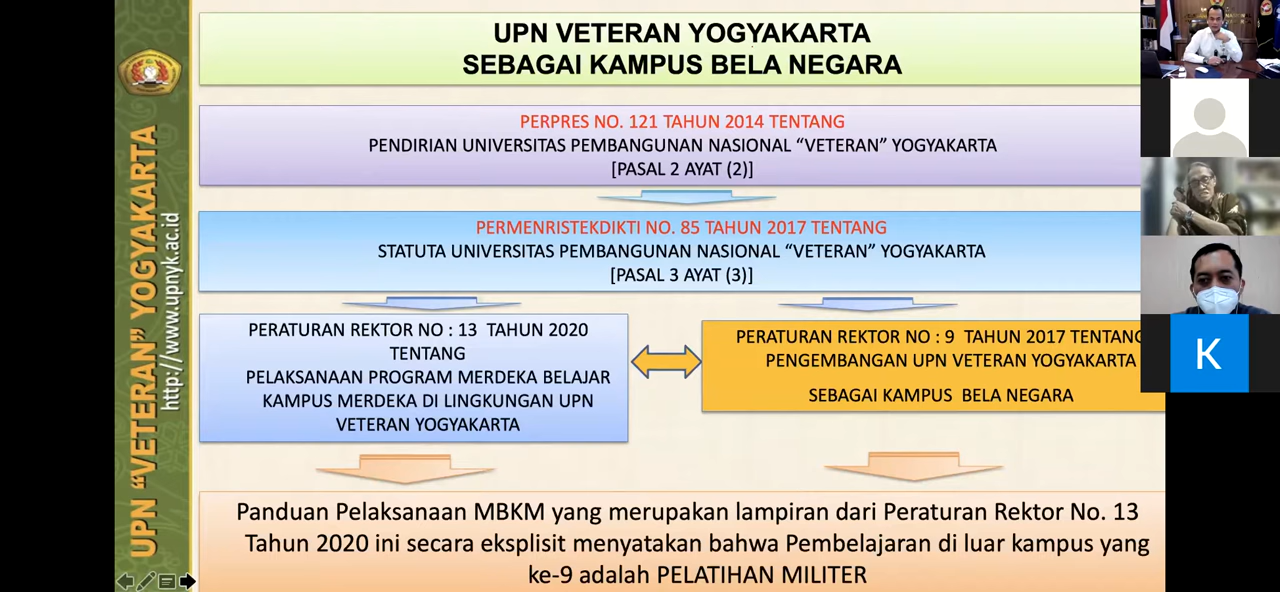 UPN VETERAN YOGYAKARTA
SEBAGAI KAMPUS BELA NEGARA
PERPRES NO. 121 TAHUN 2014 TENTANG
PENDIRIAN UNIVERSITAS PEMBANGUNAN NASIONAL “VETERAN” YOGYAKARTA
[PASAL 2 AYAT (2)]
PERMENRISTEKDIKTI NO. 85 TAHUN 2017 TENTANG
STATUTA UNIVERSITAS PEMBANGUNAN NASIONAL “VETERAN” YOGYAKARTA
[PASAL 3 AYAT (3)]
PERATURAN REKTOR NO : 13 TAHUN 2020
TENTANG
PELAKSANAAN PROGRAM MERDEKA BELAJAR
KAMPUS MERDEKA DI LINGKUNGAN UPN
VETERAN YOGYAKARTA
PERATURAN REKTOR NO : 9 TAHUN 2017 TENTANG
PENGEMBANGAN UPN VETERAN YOGYAKARTA
SEBAGAI KAMPUS BELA NEGARA
Panduan Pelaksanaan MBKM yang merupakan lampiran dari Peraturan Rektor No. 13
Tahun 2020 ini secara eksplisit menyatakan bahwa Pembelajaran di luar kampus yang
ke-9 adalah PELATIHAN MILITER
UPN “VETERAN” YOGYAKARTA
http://www.upnyk.ac.id
K